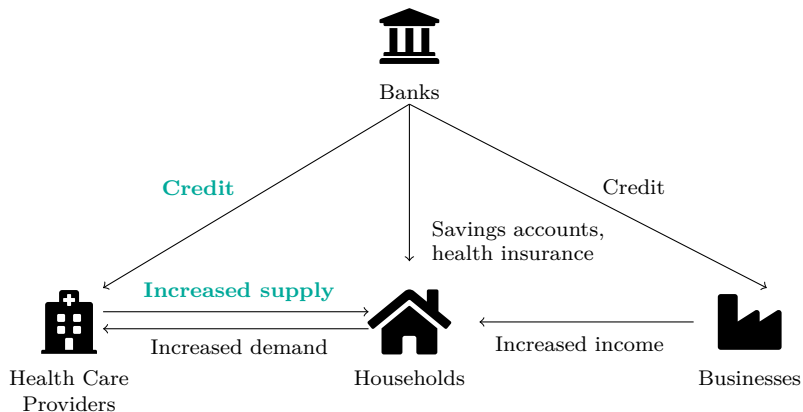 Banks
Credit
Credit
Savings accounts,
health insurance
Increased supply
Increased demand
Increased income
Health Care
Providers
Households
Businesses